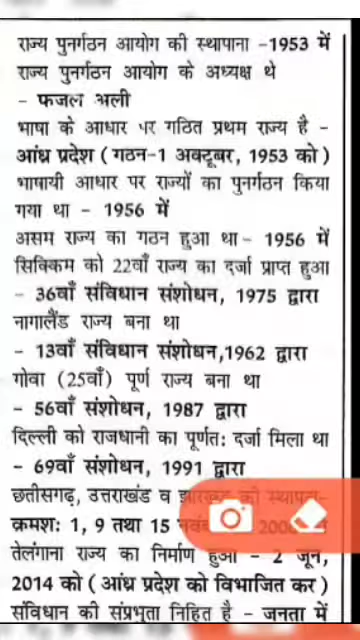 राज्य पुनर्गठन आयोग की स्थापाना -1953 में
राज्य पुनर्गठन आयोग के अध्यक्ष थे
- फजल अली
भाषा के आधार पर गठित प्रथम राज्य है -
आंध्र प्रदेश ( गठन-1 अक्टूबर, 1953 को )
भाषायी आधार पर राज्यों का पुनर्गठन किया
गया था - 1956 में
असम राज्य का गठन हुआ था- 1956 में
सिक्किम को 22वाँ राज्य का दर्जा प्राप्त हुआ
- 36वाँ संविधान संशोधन, 1975 द्वारा
नागालैंड राज्य बना था
- 13वाँ संविधान संशोधन,1962 द्वारा
गोवा (25वाँ) पूर्ण राज्य बना था
- 56वाँ संशोधन, 1987 द्वारा
दिल्ली को राजधानी का पूर्णत: दर्जा मिला था
- 69वाँ संशोधन, 1991 द्वारा
छतीसगढ़, उत्तराखंड व
क्रमश: 1, 9 तथा 15
तेलंगाना राज्य का निर्माण हुआ - 2 जून,
2014 को ( आंध्र प्रदेश को विभाजित कर )
संविधान की संप्रभुता निहित है - जनता में